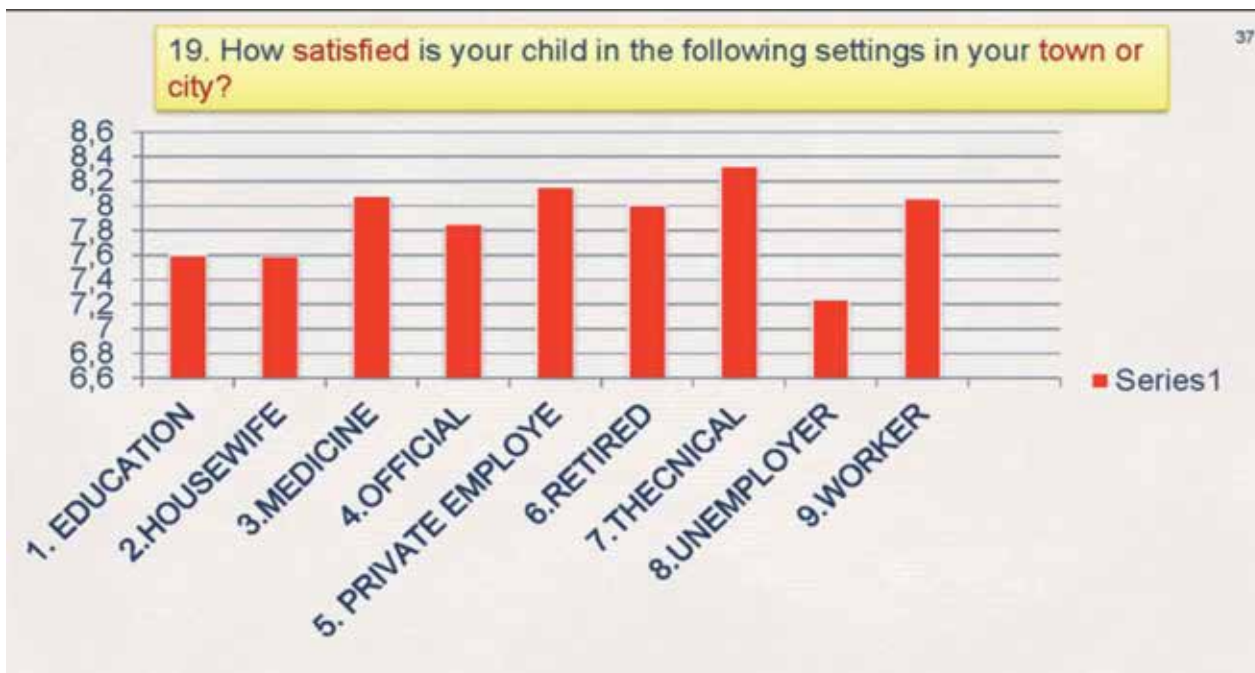 37
19. How satisfied is your child in the following settings in your town or
city?
8,6
8,4
8,2
8
7,8
7,6
7,4
7,2
7
6,8
6,6
1. EDUCATION
2.HOUSEWIFE
3.MEDICINE
4.OFFICIAL
5. PRIVATE EMPLOYE
6.RETIRED
7.THECNICAL
8.UNEMPLOYER
9.WORKER
Series1